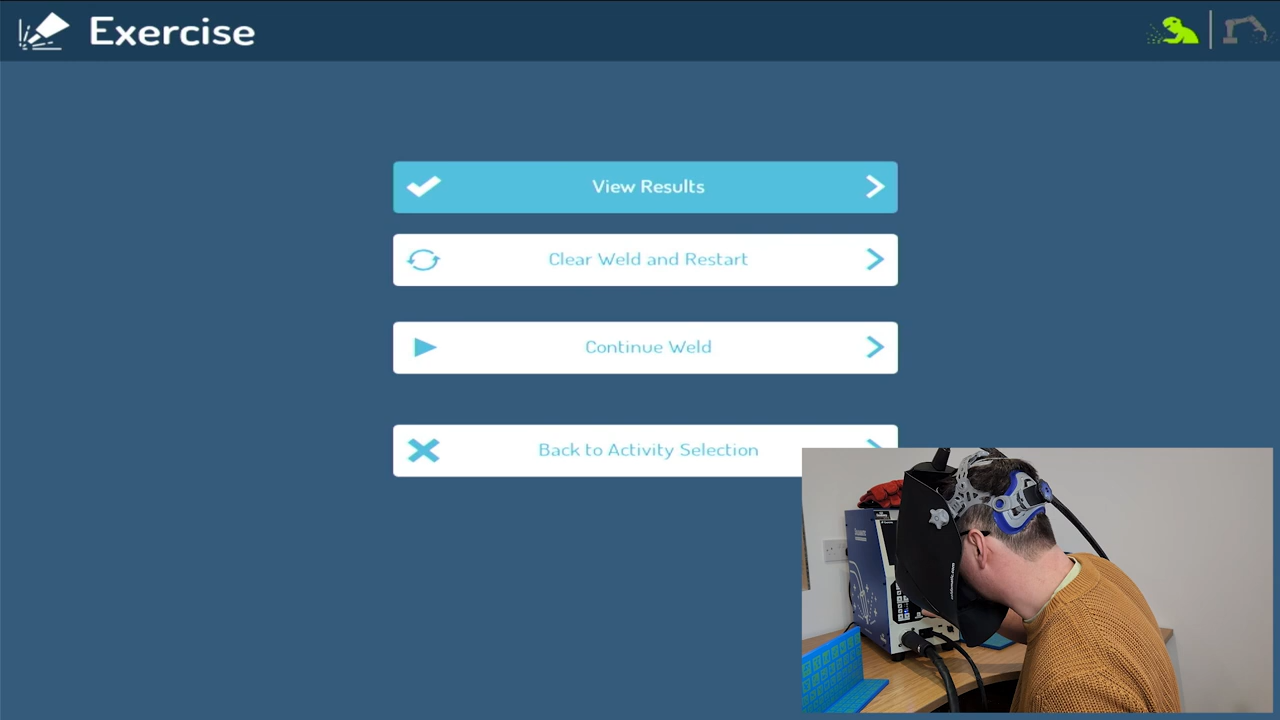 Exercise
View Results
Clear Weld and Restart
Continue Weld
Back to Activity Selection